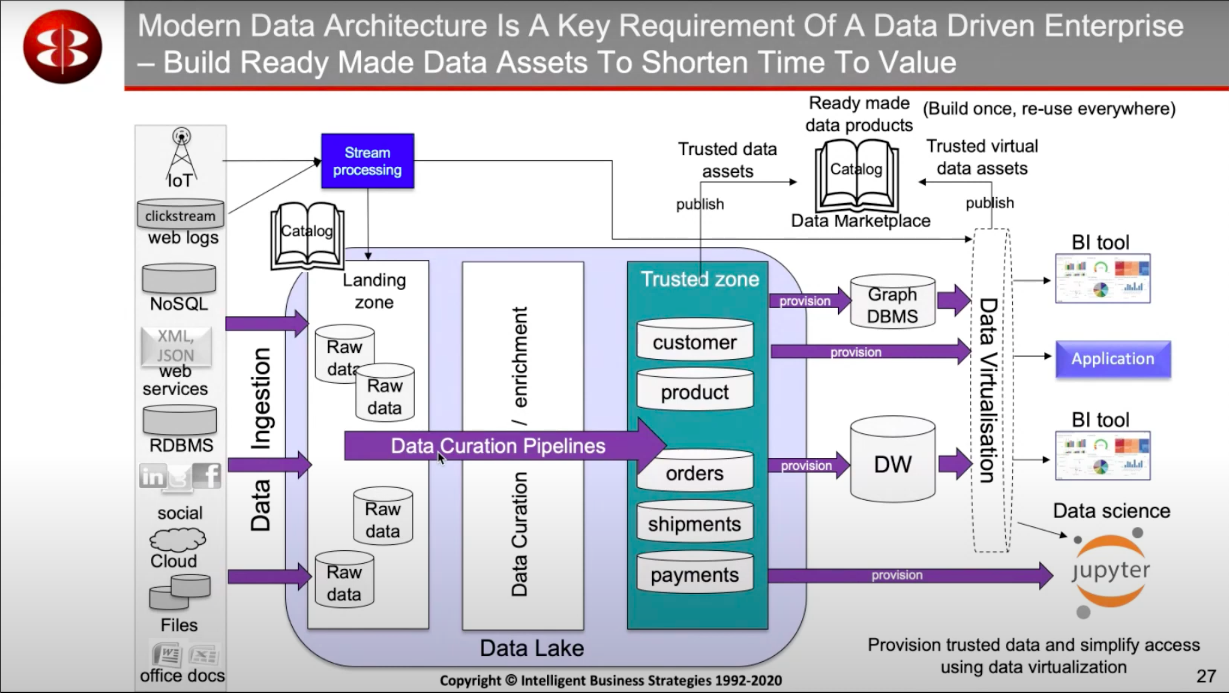 Modern Data Architecture Is A Key Requirement Of A Data Driven Enterprise
– Build Ready Made Data Assets To Shorten Time To Value
IoT
clickstream
web logs
NoSQL
XML,
JSON
web
services
RDBMS
in
f
social
Cloud
Files
W
X
office docs
Data Ingestion
Stream
processing
Catalog
Landing
zone
Raw
data
Raw
data
Raw
data
Raw
data
Data Curation / enrichment
Data Curation Pipelines
Data Lake
Trusted zone
customer
product
orders
shipments
payments
Trusted data
assets
publish
Ready made
data products
(Build once, re-use everywhere)
Catalog
Data Marketplace
Trusted virtual
data assets
publish
provision
Graph
DBMS
provision
provision
DW
provision
Data Virtualisation
BI tool
Application
BI tool
Data science
jupyter
Provision trusted data and simplify access
using data virtualization
Copyright © Intelligent Business Strategies 1992-2020
27